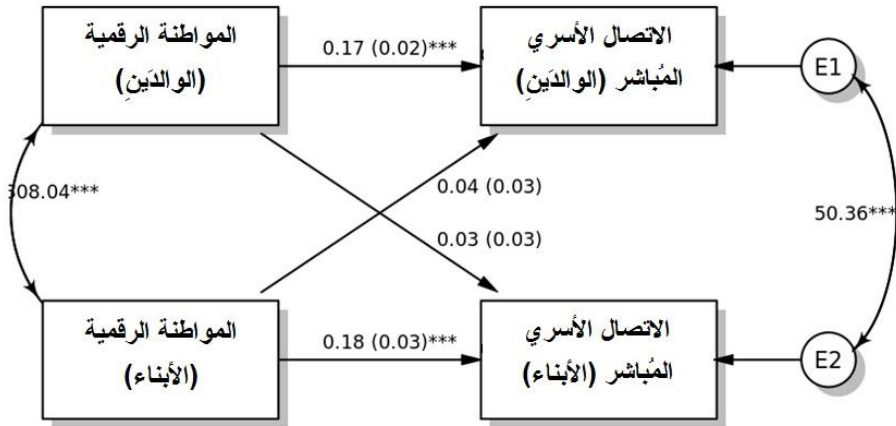 المواطنة الرقمية
(الوالدَينِ)
0.17 (0.02)***
الاتصال الأسري
المُباشر (الوالدَينِ)
E1
308.04***
0.04 (0.03)
0.03 (0.03)
50.36***
المواطنة الرقمية
(الأبناء)
0.18 (0.03)***
الاتصال الأسري
المُباشر (الأبناء)
E2